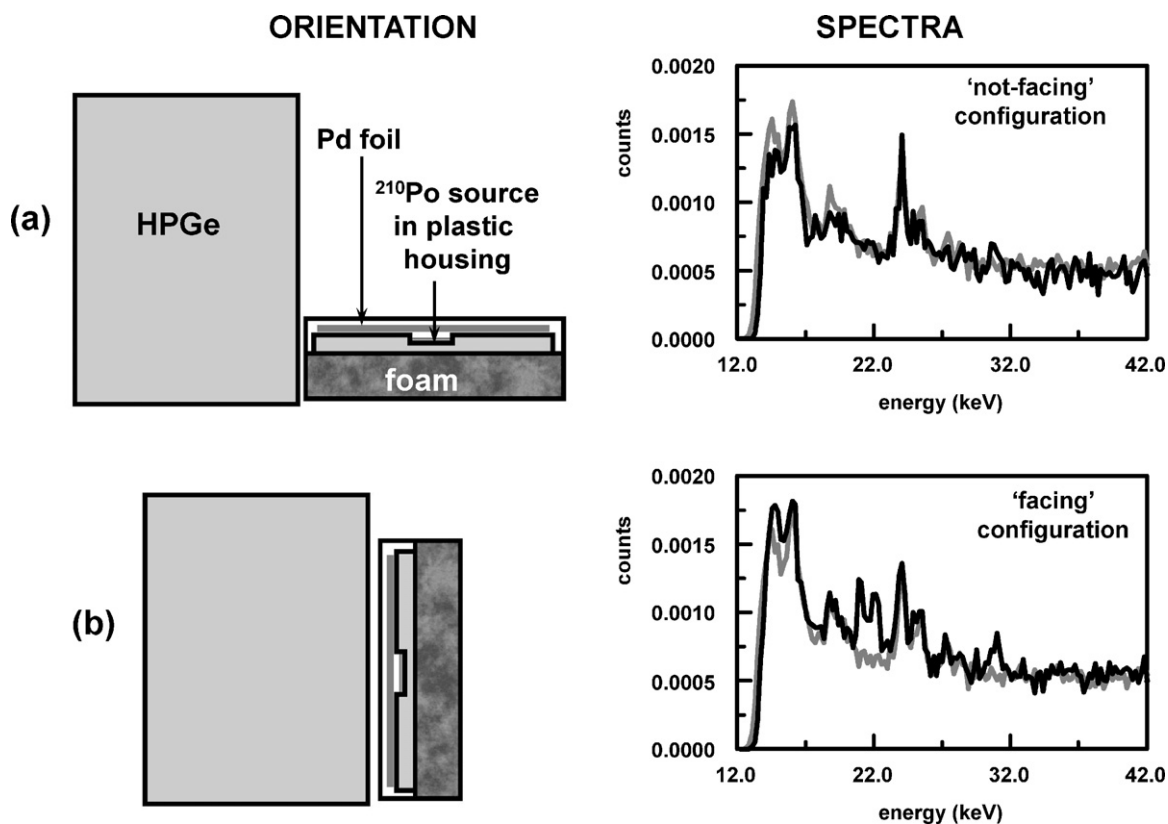 ORIENTATION
SPECTRA
(a)
HPGe
Pd foil
²¹⁰Po source
in plastic
housing
foam
0.0020
0.0015
0.0010
0.0005
0.0000
counts
'not-facing'
configuration
12.0 22.0 32.0 42.0
energy (keV)
(b)
0.0020
0.0015
0.0010
0.0005
0.0000
counts
'facing'
configuration
12.0 22.0 32.0 42.0
energy (keV)